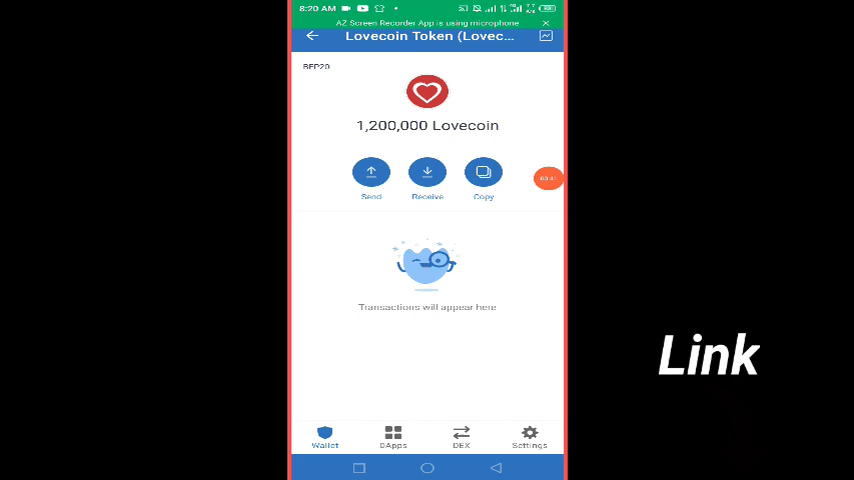 8:20 AM
AZ Screen Recorder App is using microphone
Lovecoin Token (Lovec...
BEP20
1,200,000 Lovecoin
Send
Receive
Copy
Transactions will appear here
Link
Wallet
DApps
DEX
Settings